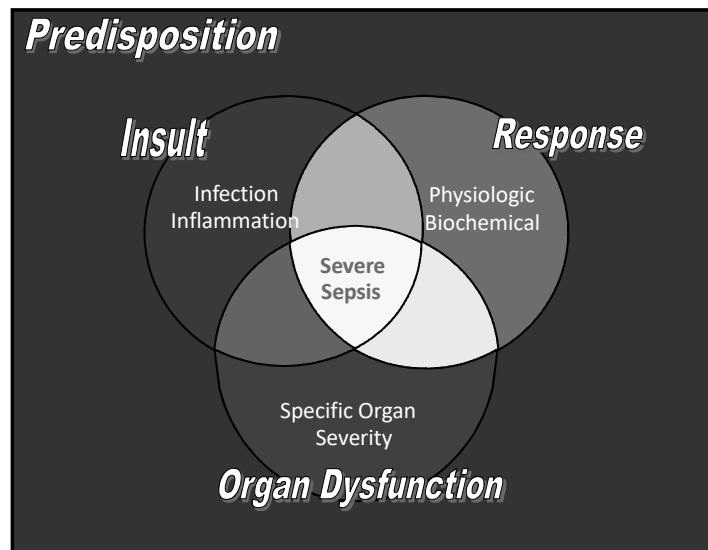 Predisposition
Insult
Response
Infection
Inflammation
Physiologic
Biochemical
Severe
Sepsis
Specific Organ
Severity
Organ Dysfunction